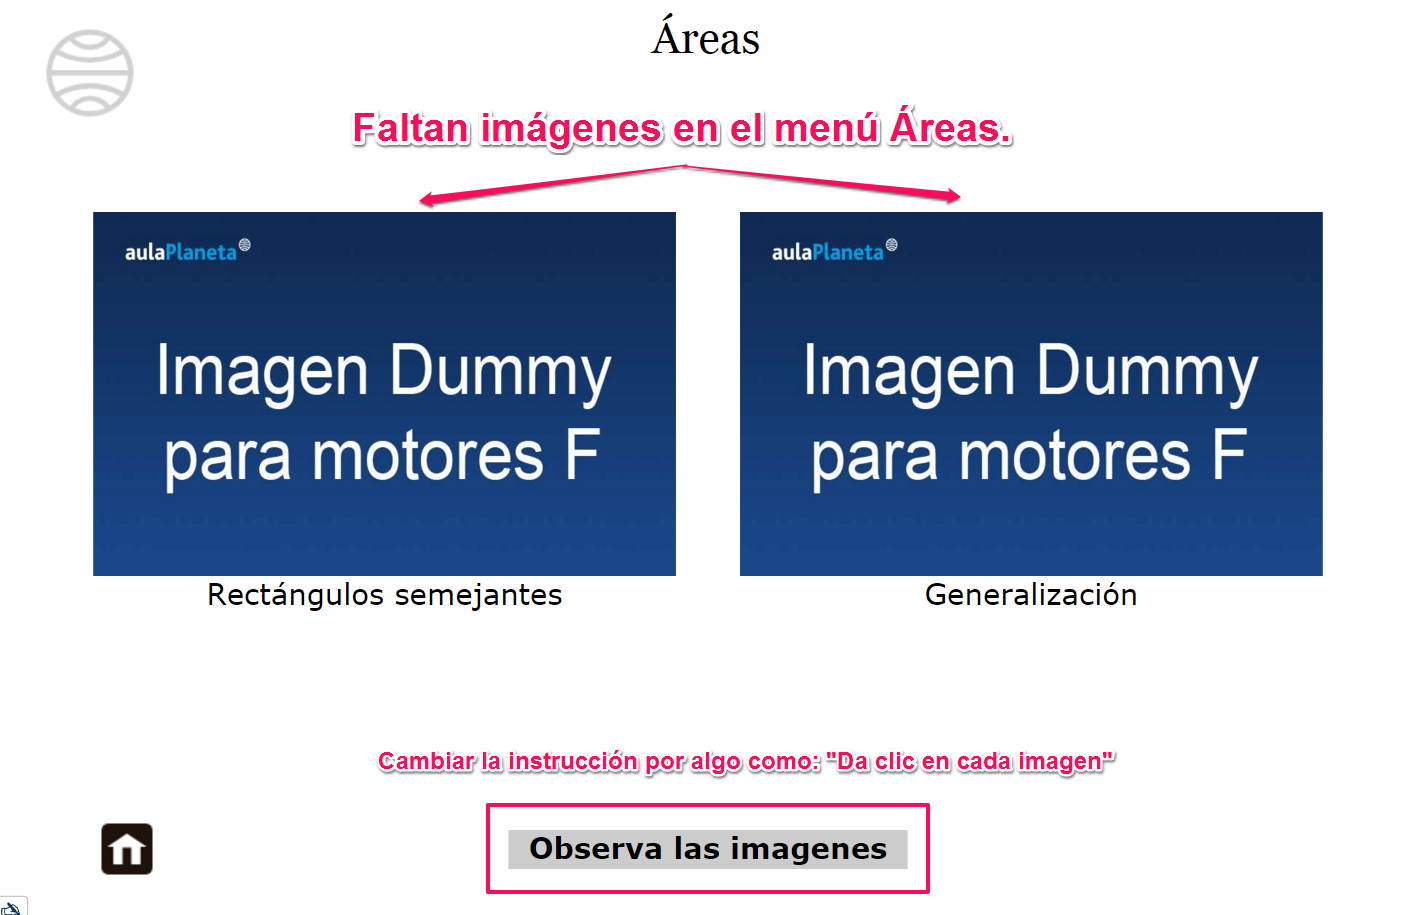 Áreas
Faltan imágenes en el menú Áreas.
aulaPlaneta
Imagen Dummy
para motores F
Rectángulos semejantes
aulaPlaneta
Imagen Dummy
para motores F
Generalización
Cambiar la instrucción por algo como: "Da clic en cada imagen"
Observa las imagenes